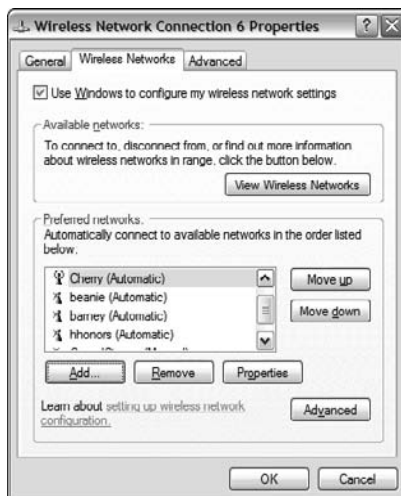 Wireless Network Connection 6 Properties
General Wireless Networks Advanced
Use Windows to configure my wireless network settings
Available networks:
To connect to, disconnect from, or find out more information
about wireless networks in range, click the button below.
View Wireless Networks
Preferred networks:
Automatically connect to available networks in the order listed
below:
Cherry (Automatic)
beanie (Automatic)
barney (Automatic)
hhonors (Automatic)
Move up
Move down
Add... Remove Properties
Learn about setting up wireless network
configuration.
Advanced
OK Cancel